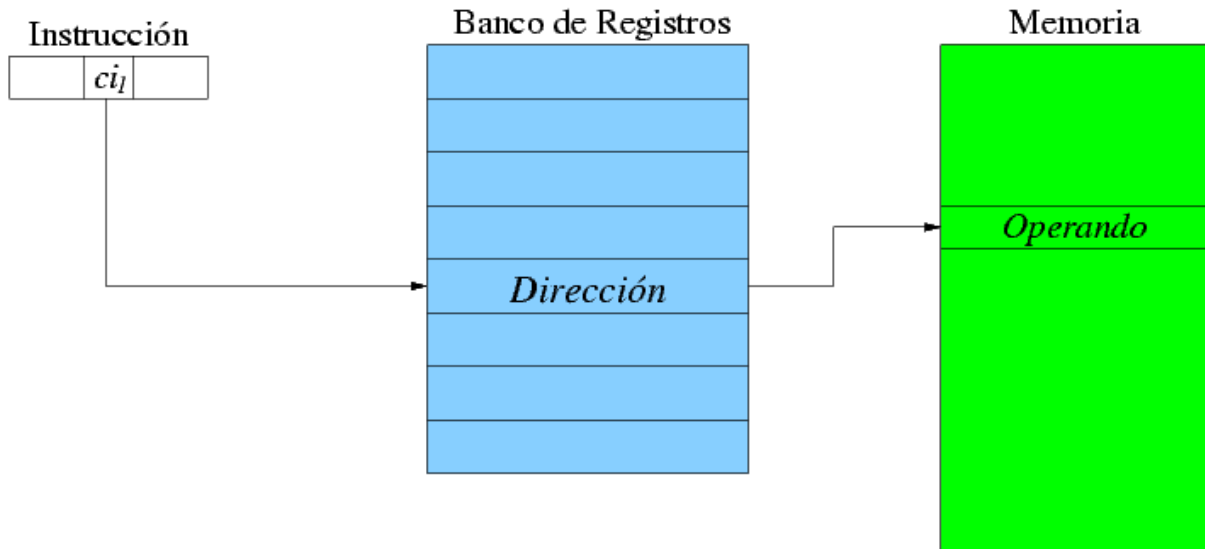 Instrucción
ci1
Banco de Registros
Dirección
Memoria
Operando